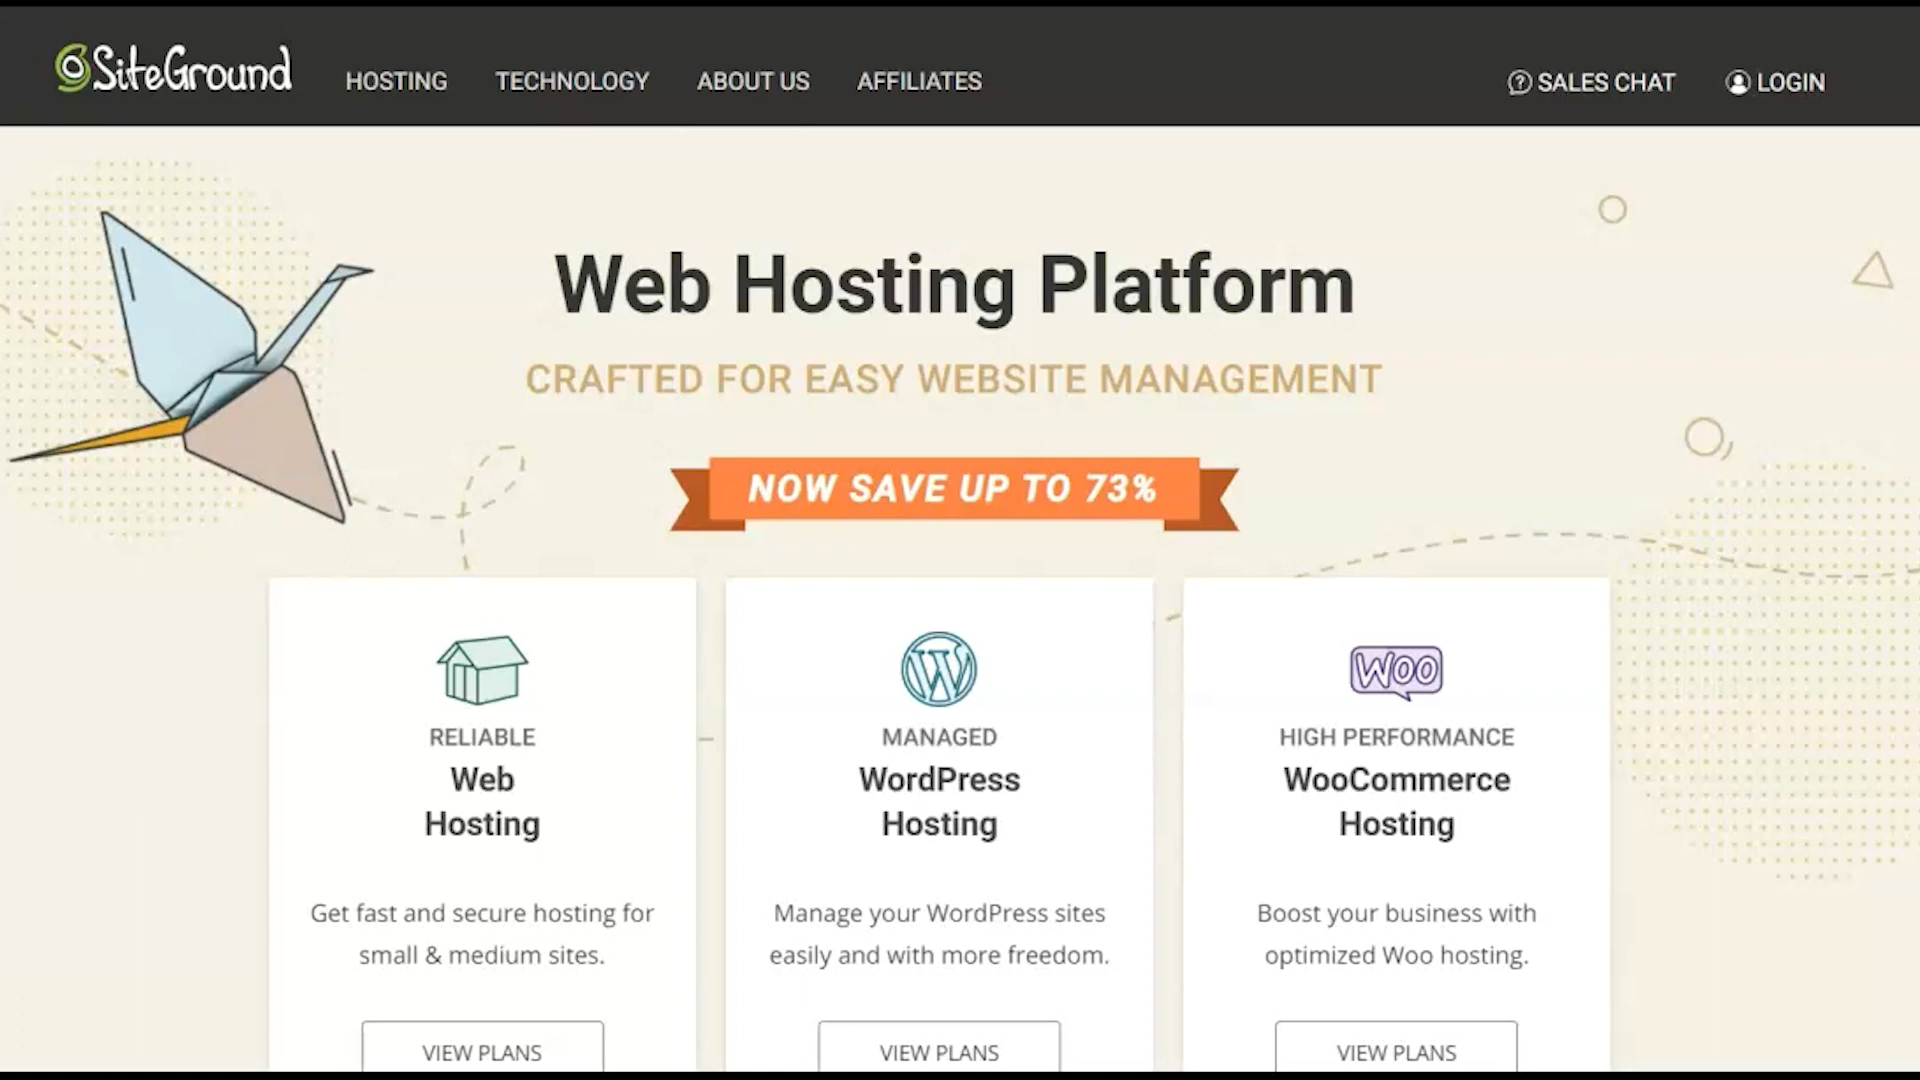 SiteGround
HOSTING TECHNOLOGY ABOUT US AFFILIATES
SALES CHAT LOGIN
Web Hosting Platform
CRAFTED FOR EASY WEBSITE MANAGEMENT
NOW SAVE UP TO 73%
RELIABLE
Web
Hosting
Get fast and secure hosting for
small & medium sites.
VIEW PLANS
MANAGED
WordPress
Hosting
Manage your WordPress sites
easily and with more freedom.
VIEW PLANS
WOO
HIGH PERFORMANCE
WooCommerce
Hosting
Boost your business with
optimized Woo hosting.
VIEW PLANS